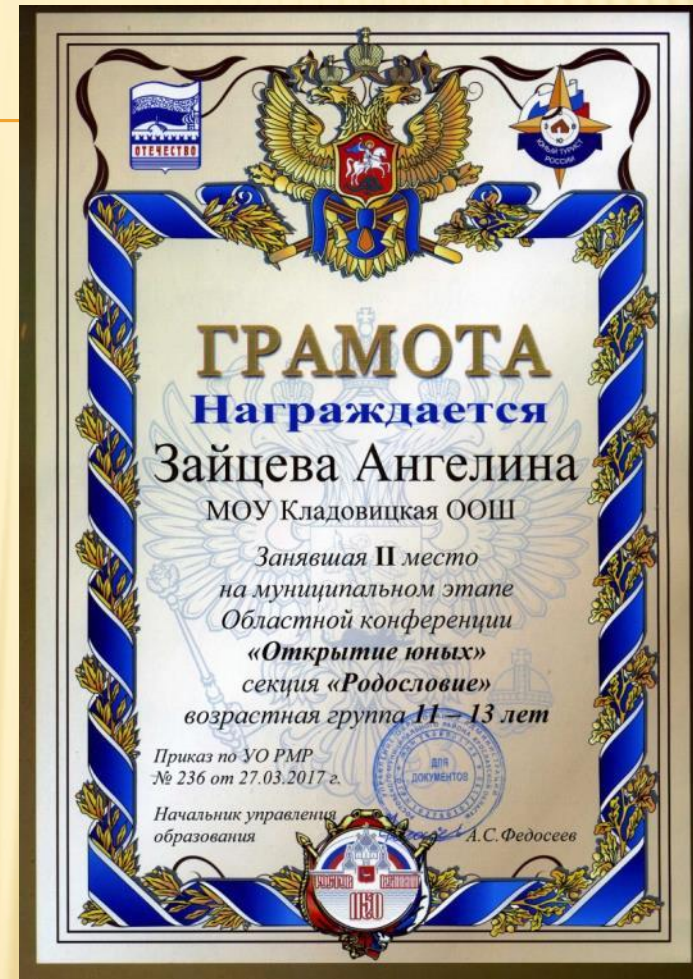 ОТЕЧЕСТВО
ЮНЫЙ ТУРИСТ
РОССИИ
ГРАМОТА
Награждается
Зайцева Ангелина
МОУ Кладовицкая ООШ
Занявшая II место
на муниципальном этапе
Областной конференции
«Открытие юных»
секция «Родословие»
возрастная группа 11 – 13 лет
Приказ по УО РМР
№ 236 от 27.03.2017 г.
ДЛЯ
ДОКУМЕНТОВ
Начальник управления
образования А.С.Федосеев